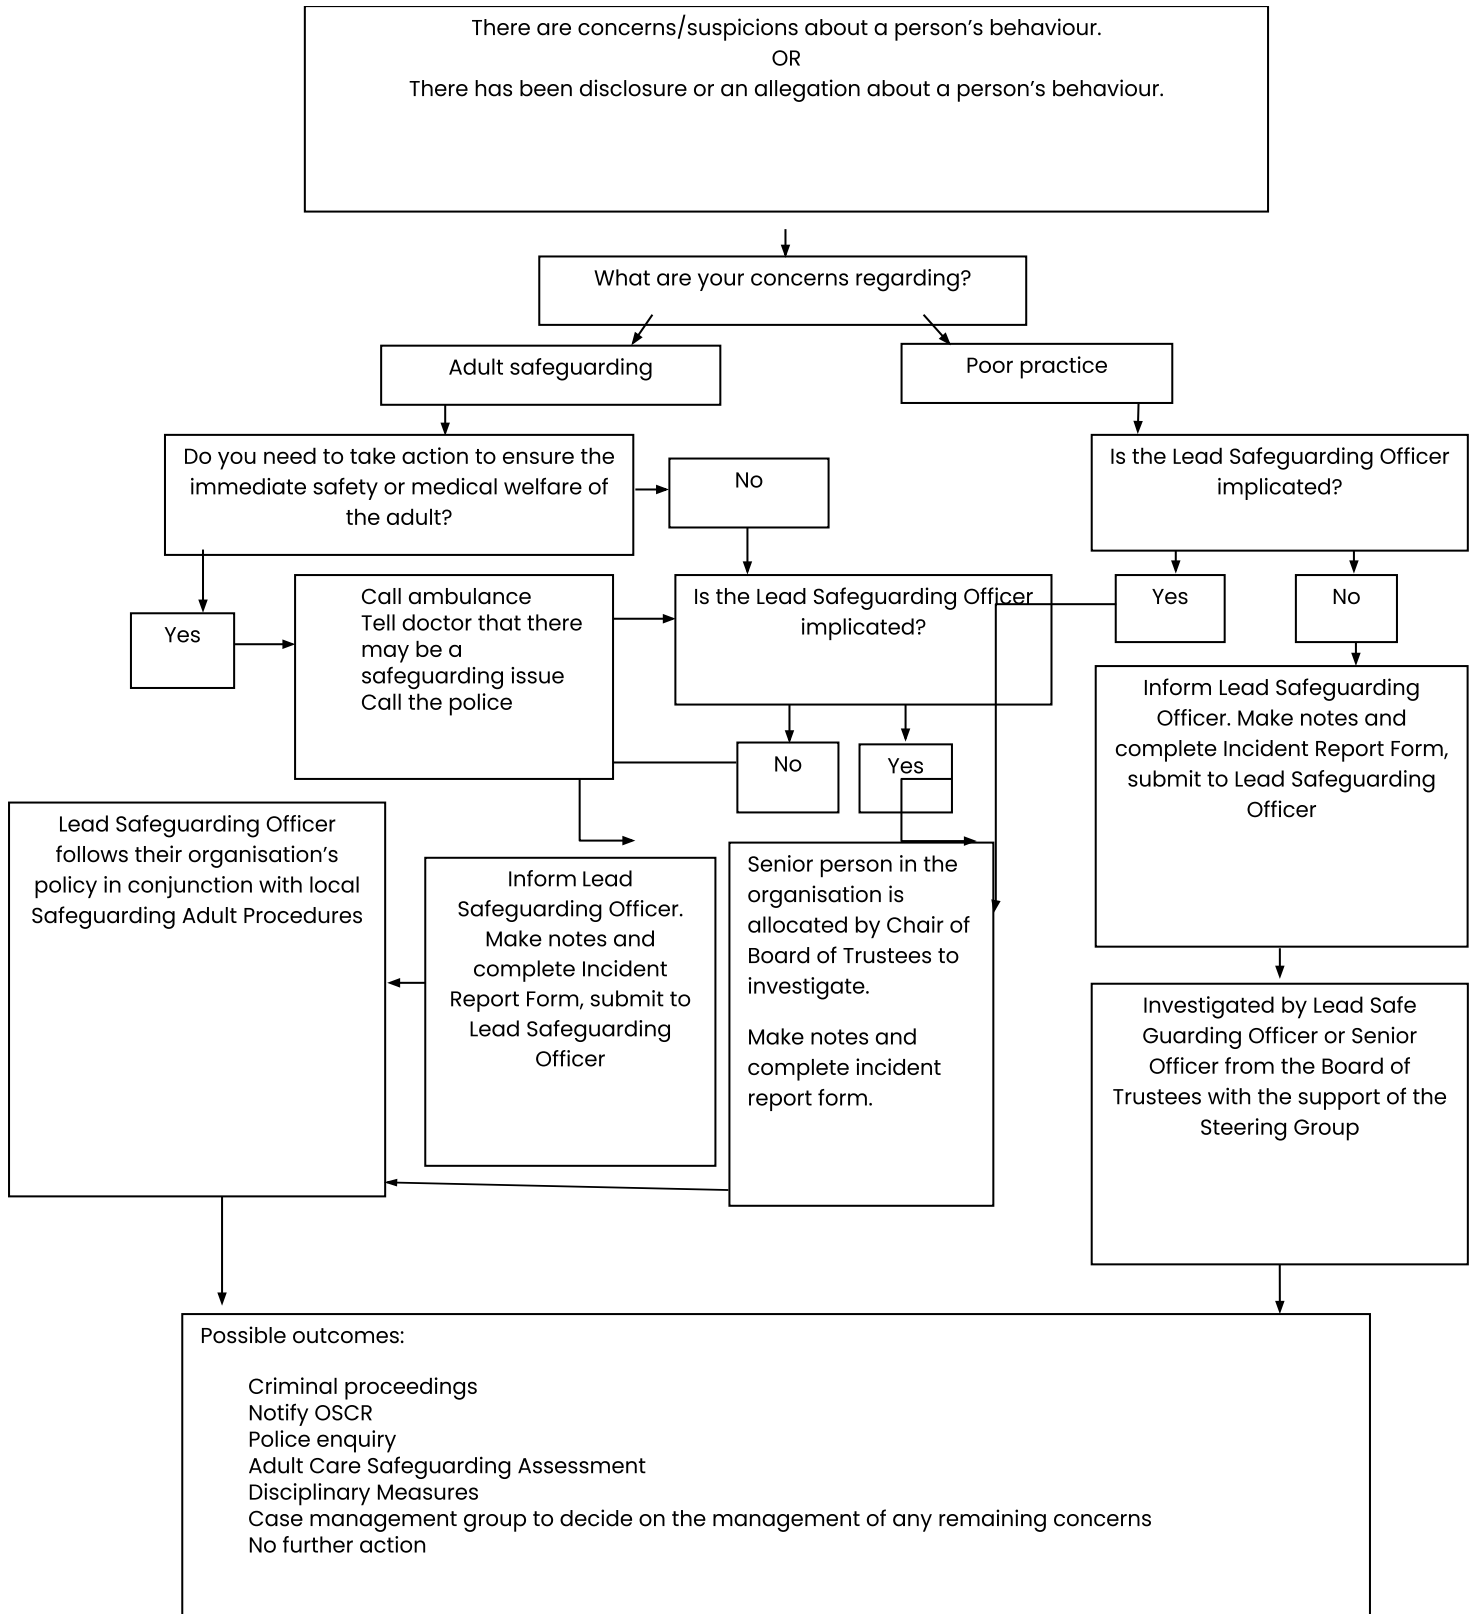 There are concerns/suspicions about a person’s behaviour.
OR
There has been disclosure or an allegation about a person’s behaviour.
What are your concerns regarding?
Adult safeguarding
Poor practice
Do you need to take action to ensure the
immediate safety or medical welfare of
the adult?
No
Is the Lead Safeguarding Officer
implicated?
Yes
Call ambulance
Tell doctor that there
may be a
safeguarding issue
Call the police
Is the Lead Safeguarding Officer
implicated?
Yes
No
No
Yes
Inform Lead Safeguarding
Officer. Make notes and
complete Incident Report Form,
submit to Lead Safeguarding
Officer
Lead Safeguarding Officer
follows their organisation’s
policy in conjunction with local
Safeguarding Adult Procedures
Inform Lead
Safeguarding Officer.
Make notes and
complete Incident
Report Form, submit to
Lead Safeguarding
Officer
Senior person in the
organisation is
allocated by Chair of
Board of Trustees to
investigate.
Make notes and
complete incident
report form.
Investigated by Lead Safe
Guarding Officer or Senior
Officer from the Board of
Trustees with the support of the
Steering Group
Possible outcomes:
Criminal proceedings
Notify OSCR
Police enquiry
Adult Care Safeguarding Assessment
Disciplinary Measures
Case management group to decide on the management of any remaining concerns
No further action